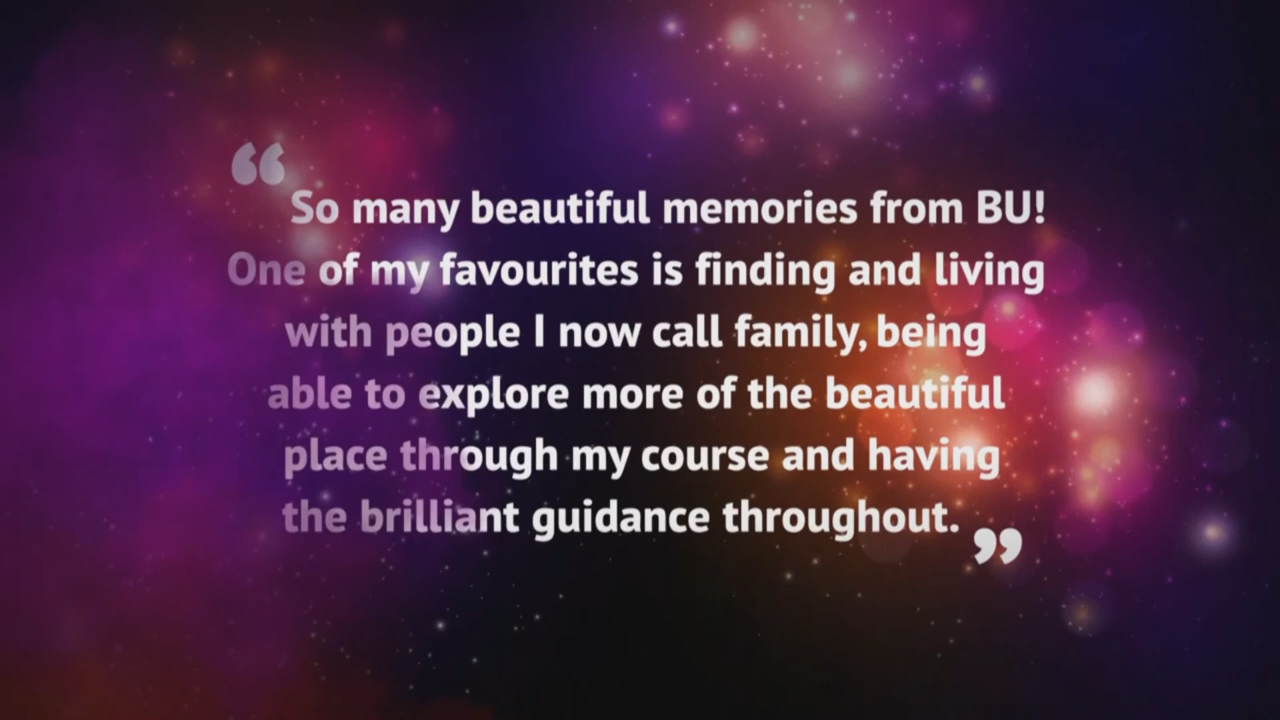 “So many beautiful memories from BU!
One of my favourites is finding and living
with people I now call family, being
able to explore more of the beautiful
place through my course and having
the brilliant guidance throughout.”